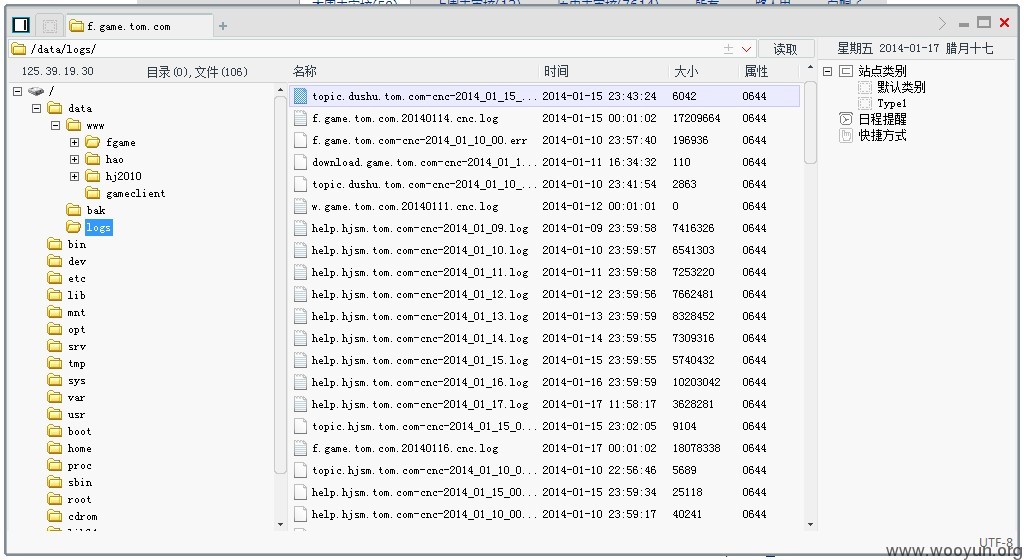 f.game.tom.com
/data/logs/
读取
星期五 2014-01-17 腊月十七
125.39.19.30
目录(0),文件(106)
名称 时间 大小 属性
/
data
www
fgame
hao
hj2010
gameclient
bak
logs
bin
dev
etc
lib
mnt
opt
srv
tmp
sys
var
usr
boot
home
proc
sbin
root
cdrom
topic.dushu.tom.com-cnc-2014_01_15_... 2014-01-15 23:43:24 6042 0644
f.game.tom.com.20140114.cnc.log 2014-01-15 00:01:02 17209664 0644
f.game.tom.com-cnc-2014_01_10_00.err 2014-01-10 23:57:40 196936 0644
download.game.tom.com-cnc-2014_01_1... 2014-01-11 16:34:32 110 0644
topic.dushu.tom.com-cnc-2014_01_10_... 2014-01-10 23:41:54 2863 0644
w.game.tom.com.20140111.cnc.log 2014-01-12 00:01:01 0 0644
help.hjsm.tom.com-cnc-2014_01_09.log 2014-01-09 23:59:58 7416326 0644
help.hjsm.tom.com-cnc-2014_01_10.log 2014-01-10 23:59:57 6541303 0644
help.hjsm.tom.com-cnc-2014_01_11.log 2014-01-11 23:59:58 7253220 0644
help.hjsm.tom.com-cnc-2014_01_12.log 2014-01-12 23:59:56 7662481 0644
help.hjsm.tom.com-cnc-2014_01_13.log 2014-01-13 23:59:59 8328452 0644
help.hjsm.tom.com-cnc-2014_01_14.log 2014-01-14 23:59:55 7309316 0644
help.hjsm.tom.com-cnc-2014_01_15.log 2014-01-15 23:59:53 5740432 0644
help.hjsm.tom.com-cnc-2014_01_16.log 2014-01-16 23:59:59 10203042 0644
help.hjsm.tom.com-cnc-2014_01_17.log 2014-01-17 11:58:17 3628281 0644
topic.hjsm.tom.com-cnc-2014_01_15_0... 2014-01-15 23:02:05 9104 0644
f.game.tom.com.20140116.cnc.log 2014-01-17 00:01:02 18078338 0644
topic.hjsm.tom.com-cnc-2014_01_10_0... 2014-01-10 22:56:46 5689 0644
help.hjsm.tom.com-cnc-2014_01_15_00... 2014-01-15 23:59:34 25118 0644
help.hjsm.tom.com-cnc-2014_01_10_00... 2014-01-10 23:59:17 40241 0644
站点类别
默认类别
Type1
日程提醒
快捷方式
UTF-8
www.wooyun.org